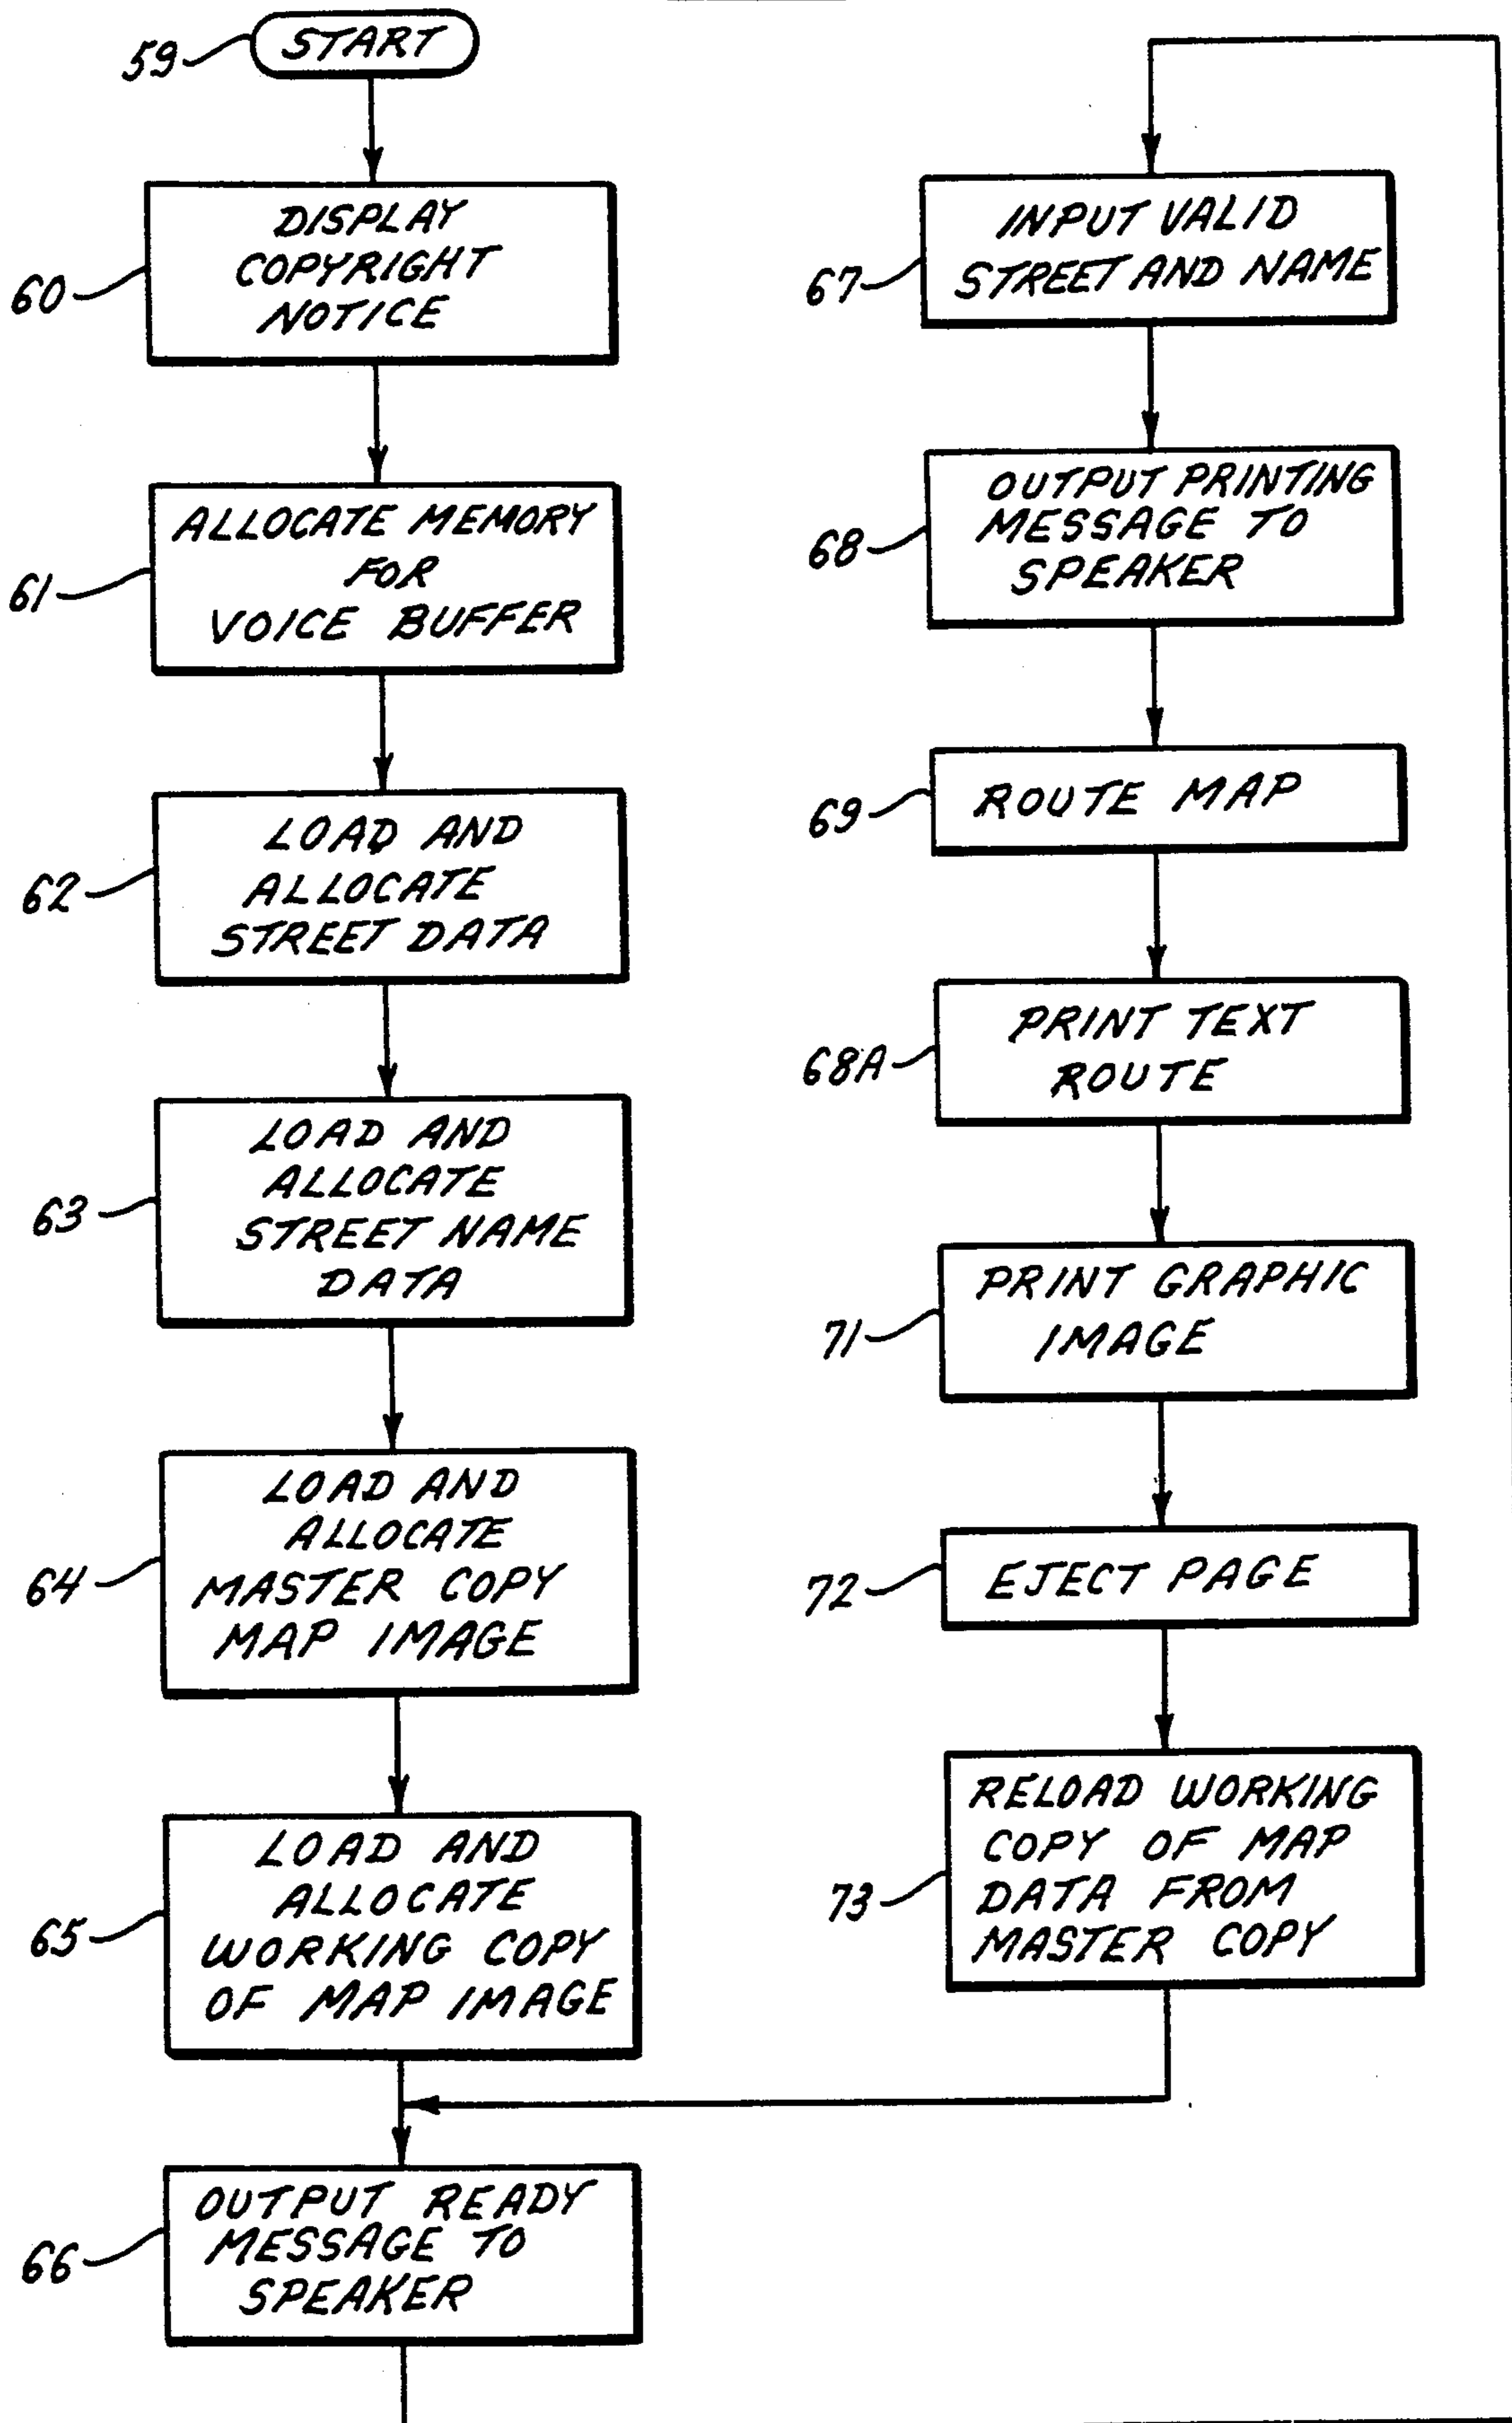 59
START
60
DISPLAY
COPYRIGHT
NOTICE
61
ALLOCATE MEMORY
FOR
VOICE BUFFER
62
LOAD AND
ALLOCATE
STREET DATA
63
LOAD AND
ALLOCATE
STREET NAME
DATA
64
LOAD AND
ALLOCATE
MASTER COPY
MAP IMAGE
65
LOAD AND
ALLOCATE
WORKING COPY
OF MAP IMAGE
66
OUTPUT READY
MESSAGE TO
SPEAKER
67
INPUT VALID
STREET AND NAME
68
OUTPUT PRINTING
MESSAGE TO
SPEAKER
69
ROUTE MAP
68A
PRINT TEXT
ROUTE
71
PRINT GRAPHIC
IMAGE
72
EJECT PAGE
73
RELOAD WORKING
COPY OF MAP
DATA FROM
MASTER COPY